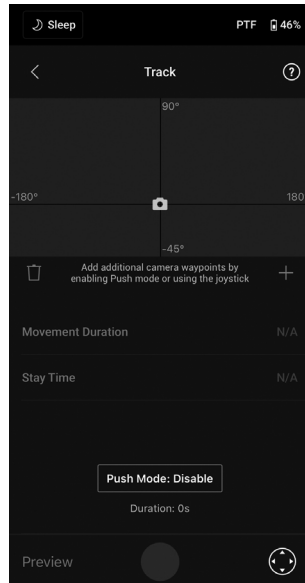 Sleep
PTF 46%
Track
?
90°
-180°
180
-45°
Add additional camera waypoints by
enabling Push mode or using the joystick
Movement Duration N/A
Stay Time N/A
Push Mode: Disable
Duration: 0s
Preview